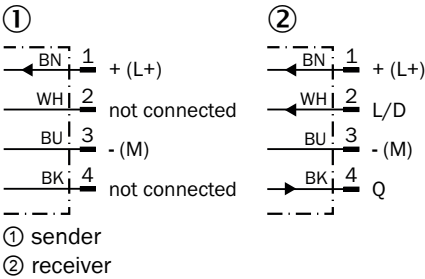 ① ②
BN 1 + (L+) BN 1 + (L+)
WH 2 not connected WH 2 L/D
BU 3 - (M) BU 3 - (M)
BK 4 not connected BK 4 Q
① sender
② receiver